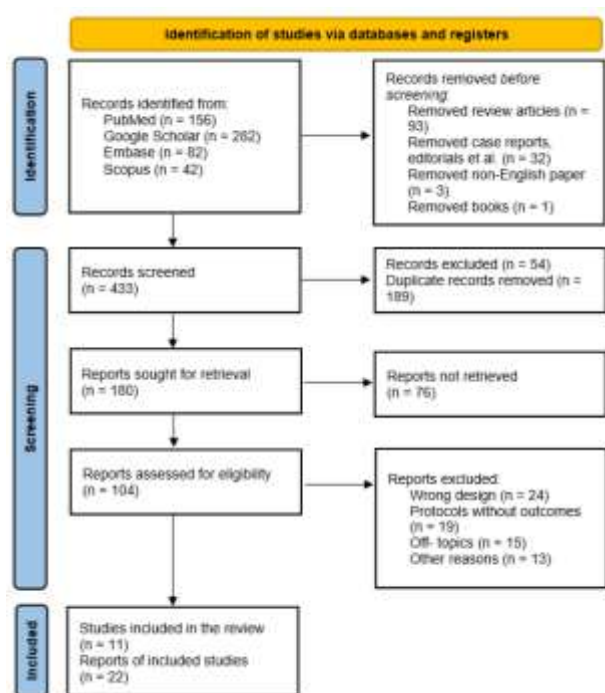 Identification of studies via databases and registers
Identification
Records identified from:
PubMed (n = 156)
Google Scholar (n = 282)
Embase (n = 82)
Scopus (n = 42)
Records removed before
screening:
Removed review articles (n =
93)
Removed case reports,
editorials et al. (n = 32)
Removed non-English paper
(n = 3)
Removed books (n = 1)
Screening
Records screened
(n = 433)
Records excluded (n = 54)
Duplicate records removed (n =
189)
Reports sought for retrieval
(n = 180)
Reports not retrieved
(n = 76)
Reports assessed for eligibility
(n = 104)
Reports excluded:
Wrong design (n = 24)
Protocols without outcomes
(n = 19)
Off- topics (n = 15)
Other reasons (n = 13)
Included
Studies included in the review
(n = 11)
Reports of included studies
(n = 22)